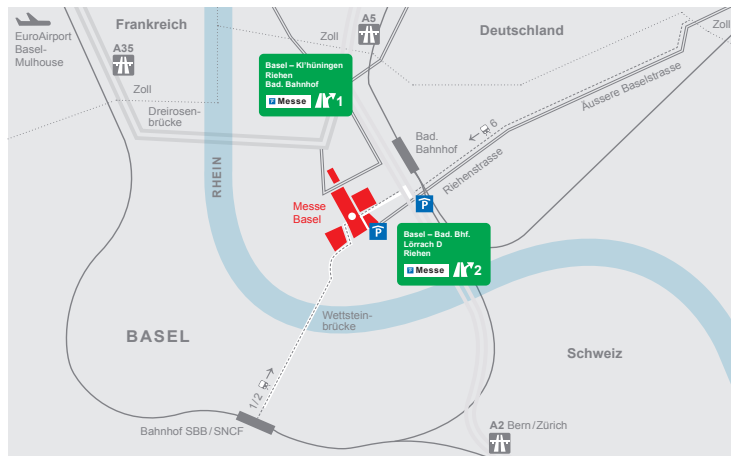 Frankreich
A5
Deutschland
EuroAirport
Basel-
Mulhouse
A35
Zoll
Zoll
Zoll
Basel – Kl'hüningen
Riehen
Bad. Bahnhof
P Messe 1
Dreirosen-
brücke
Äussere Baselstrasse
6
Bad.
Bahnhof
Riehenstrasse
RHEIN
Messe
Basel
P
P
Basel – Bad. Bhf.
Lörrach D
Riehen
P Messe 2
Wettstein-
brücke
BASEL
Schweiz
1/2
Bahnhof SBB/SNCF
A2 Bern/Zürich